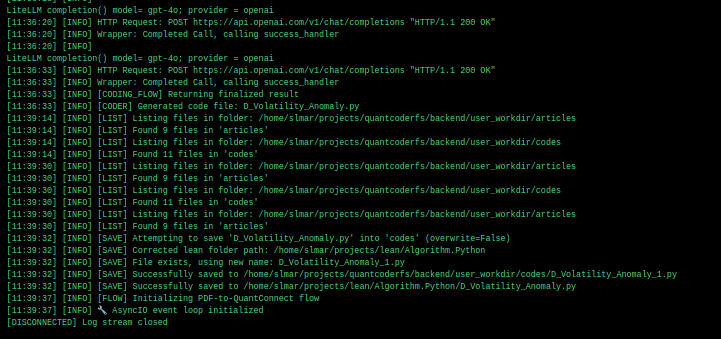 LiteLLM completion() model= gpt-4o; provider = openai
[11:36:20] [INFO] HTTP Request: POST https://api.openai.com/v1/chat/completions "HTTP/1.1 200 OK"
[11:36:20] [INFO] Wrapper: Completed Call, calling success_handler
[11:36:20] [INFO]
LiteLLM completion() model= gpt-4o; provider = openai
[11:36:33] [INFO] HTTP Request: POST https://api.openai.com/v1/chat/completions "HTTP/1.1 200 OK"
[11:36:33] [INFO] Wrapper: Completed Call, calling success_handler
[11:36:33] [INFO] [CODING_FLOW] Returning finalized result
[11:36:33] [INFO] [CODER] Generated code file: D_Volatility_Anomaly.py
[11:39:14] [INFO] [LIST] Listing files in folder: /home/slmar/projects/quantcoderfs/backend/user_workdir/articles
[11:39:14] [INFO] [LIST] Found 9 files in 'articles'
[11:39:14] [INFO] [LIST] Listing files in folder: /home/slmar/projects/quantcoderfs/backend/user_workdir/codes
[11:39:14] [INFO] [LIST] Found 11 files in 'codes'
[11:39:30] [INFO] [LIST] Listing files in folder: /home/slmar/projects/quantcoderfs/backend/user_workdir/articles
[11:39:30] [INFO] [LIST] Found 9 files in 'articles'
[11:39:30] [INFO] [LIST] Listing files in folder: /home/slmar/projects/quantcoderfs/backend/user_workdir/codes
[11:39:30] [INFO] [LIST] Found 11 files in 'codes'
[11:39:30] [INFO] [LIST] Listing files in folder: /home/slmar/projects/quantcoderfs/backend/user_workdir/articles
[11:39:30] [INFO] [LIST] Found 9 files in 'articles'
[11:39:32] [INFO] [SAVE] Attempting to save 'D_Volatility_Anomaly.py' into 'codes' (overwrite=False)
[11:39:32] [INFO] [SAVE] Corrected lean folder path: /home/slmar/projects/lean/Algorithm.Python
[11:39:32] [INFO] [SAVE] File exists, using new name: D_Volatility_Anomaly_1.py
[11:39:32] [INFO] [SAVE] Successfully saved to /home/slmar/projects/quantcoderfs/backend/user_workdir/codes/D_Volatility_Anomaly_1.py
[11:39:32] [INFO] [SAVE] Successfully saved to /home/slmar/projects/lean/Algorithm.Python/D_Volatility_Anomaly.py
[11:39:37] [INFO] [FLOW] Initializing PDF-to-QuantConnect flow
[11:39:37] [INFO] 🔧 AsyncIO event loop initialized
[DISCONNECTED] Log stream closed